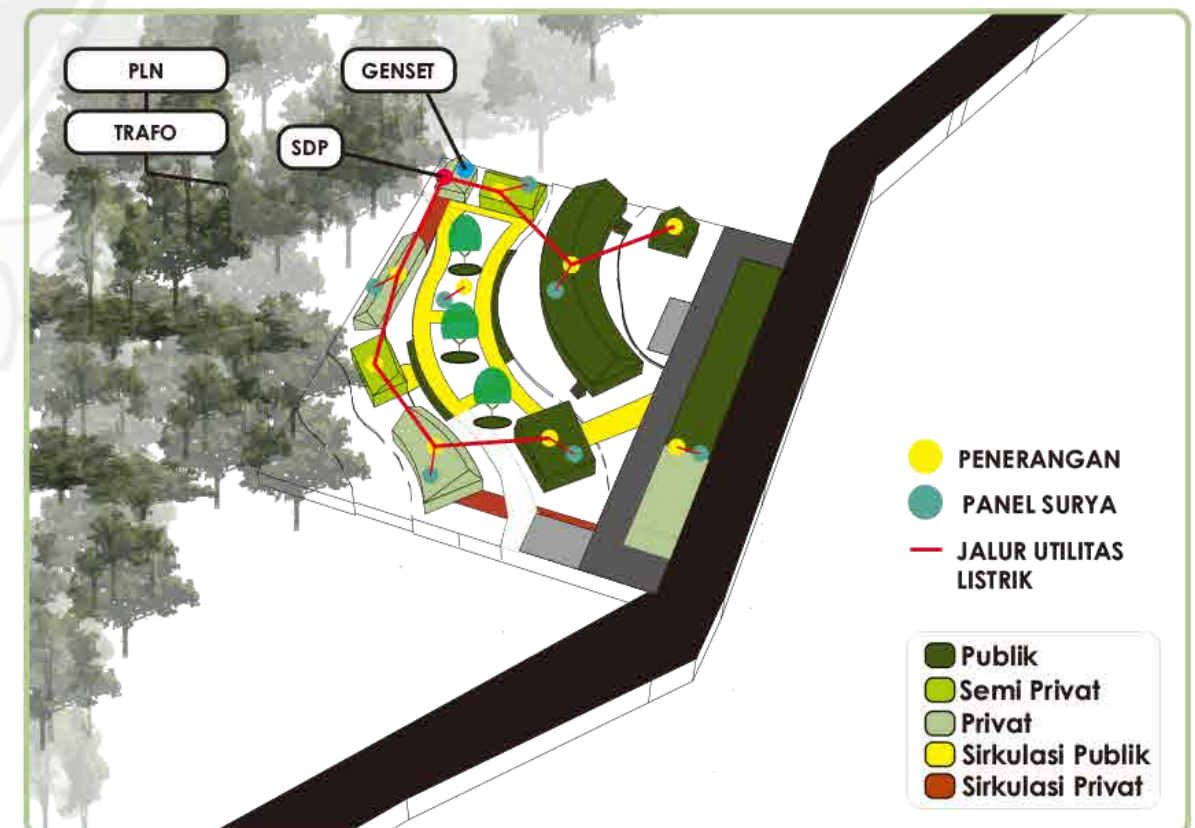 PLN
GENSET
TRAFO
SDP
PENERANGAN
PANEL SURYA
JALUR UTILITAS
LISTRIK
Publik
Semi Privat
Privat
Sirkulasi Publik
Sirkulasi Privat